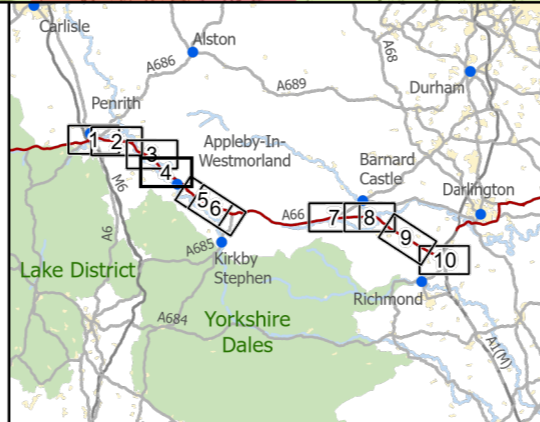 Carlisle
Alston
A686
A68
A689
Durham
Penrith
1
2
3
4
5
6
Appleby-In-
Westmorland
Barnard
Castle
Darlington
M6
A66
7
8
9
10
A6
A685
Lake District
Kirkby
Stephen
Richmond
A684
Yorkshire
Dales
A1(M)